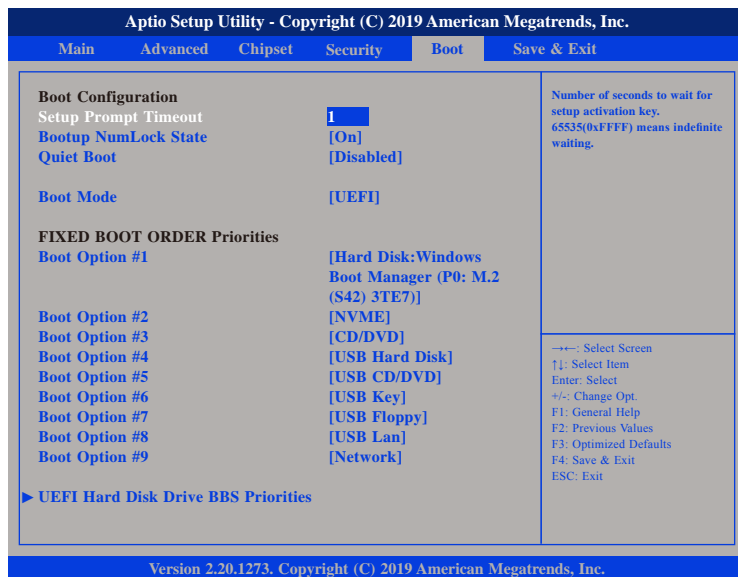 Aptio Setup Utility - Copyright (C) 2019 American Megatrends, Inc.
Main Advanced Chipset Security Boot Save & Exit
Boot Configuration
Setup Prompt Timeout 1
Bootup NumLock State [On]
Quiet Boot [Disabled]
Boot Mode [UEFI]
FIXED BOOT ORDER Priorities
Boot Option #1 [Hard Disk:Windows
Boot Manager (P0: M.2
(S42) 3TE7)]
Boot Option #2 [NVME]
Boot Option #3 [CD/DVD]
Boot Option #4 [USB Hard Disk]
Boot Option #5 [USB CD/DVD]
Boot Option #6 [USB Key]
Boot Option #7 [USB Floppy]
Boot Option #8 [USB Lan]
Boot Option #9 [Network]
▶ UEFI Hard Disk Drive BBS Priorities
Number of seconds to wait for
setup activation key.
65535(0xFFFF) means indefinite
waiting.
→←: Select Screen
↑↓: Select Item
Enter: Select
+/-: Change Opt.
F1: General Help
F2: Previous Values
F3: Optimized Defaults
F4: Save & Exit
ESC: Exit
Version 2.20.1273. Copyright (C) 2019 American Megatrends, Inc.